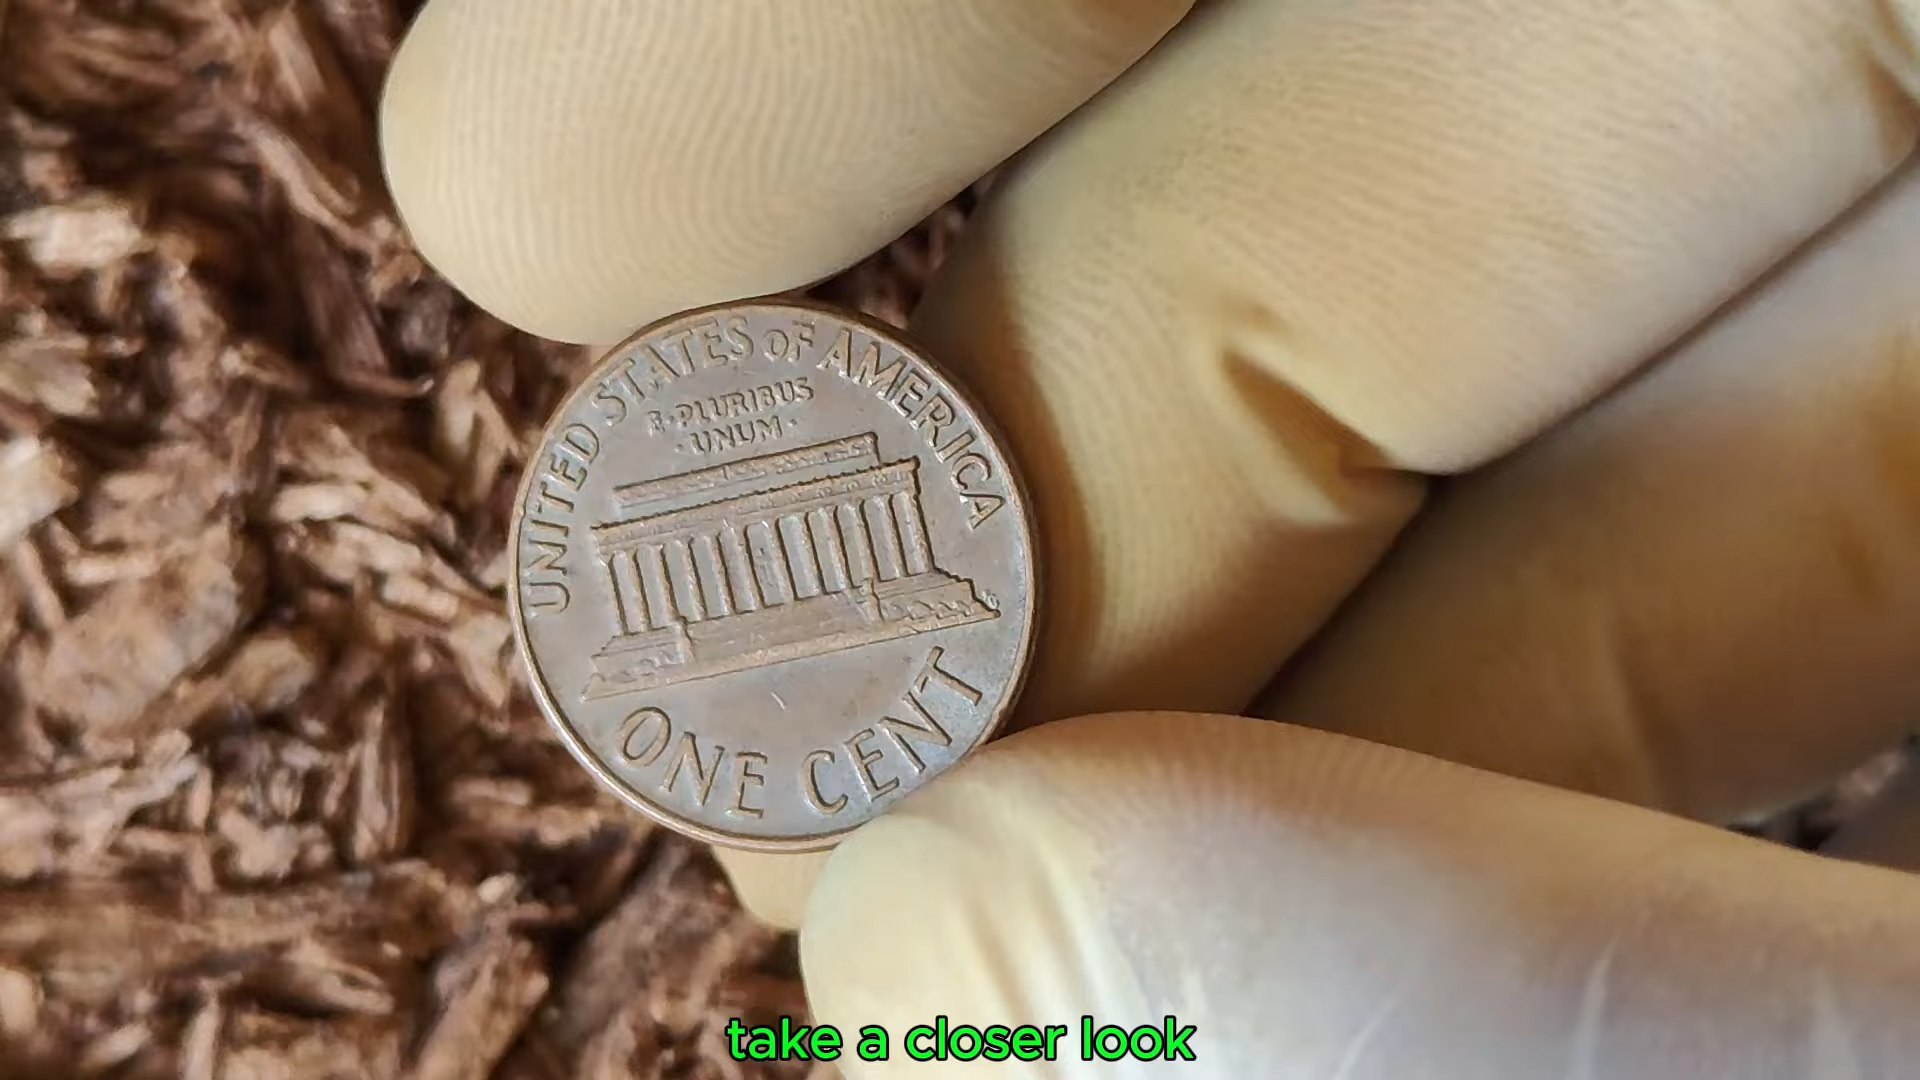 UNITED STATES OF AMERICA
E·PLURIBUS
·UNUM·
ONE CENT
take a closer look